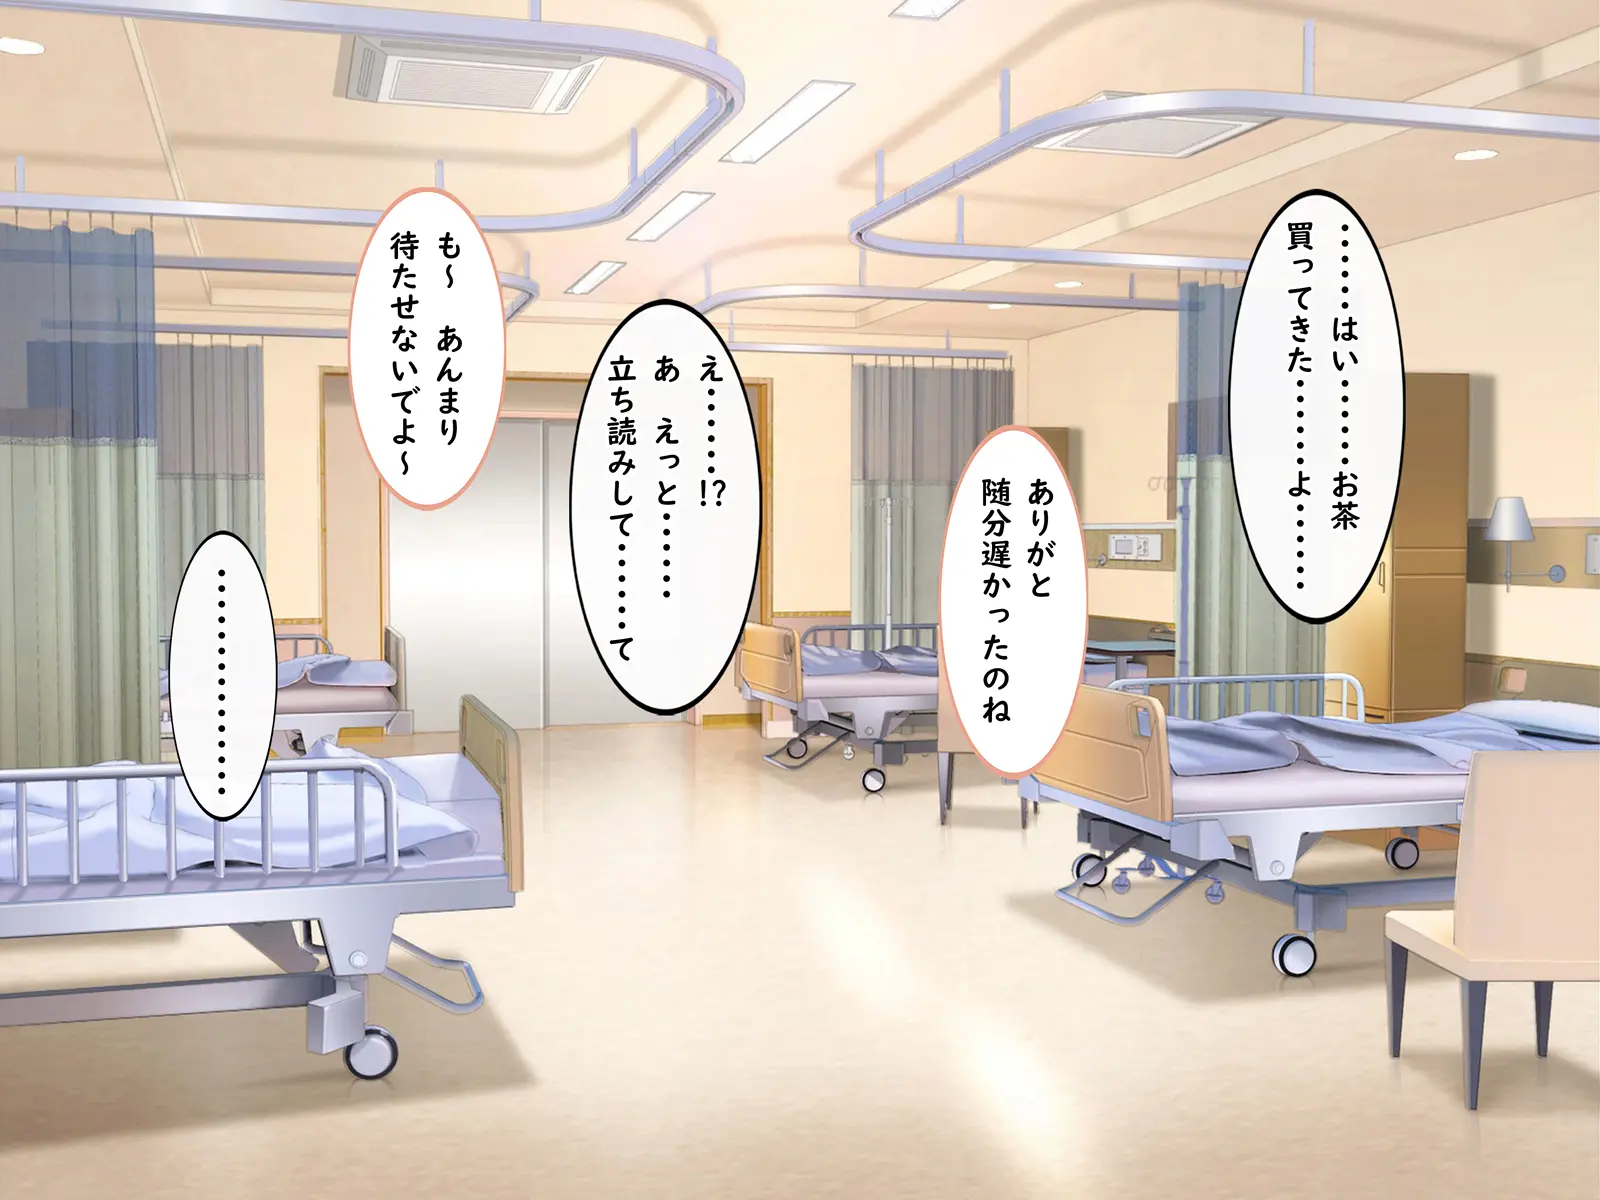 ……はい……お茶
買ってきた………よ………
ありがと
随分遅かったのね
え………!?
あ　えっと………
立ち読みして………て
も～　あんまり
待たせないでよ～
………………